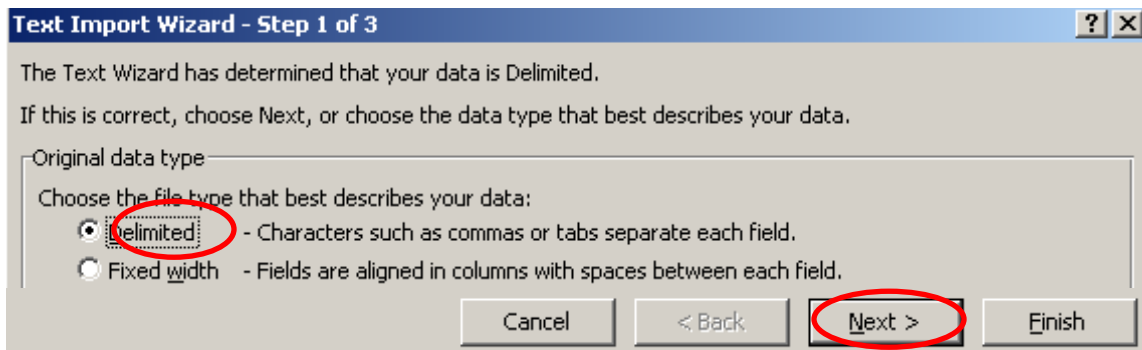 Text Import Wizard - Step 1 of 3
The Text Wizard has determined that your data is Delimited.
If this is correct, choose Next, or choose the data type that best describes your data.
Original data type
Choose the file type that best describes your data:
Delimited - Characters such as commas or tabs separate each field.
Fixed width - Fields are aligned in columns with spaces between each field.
Cancel < Back Next > Finish